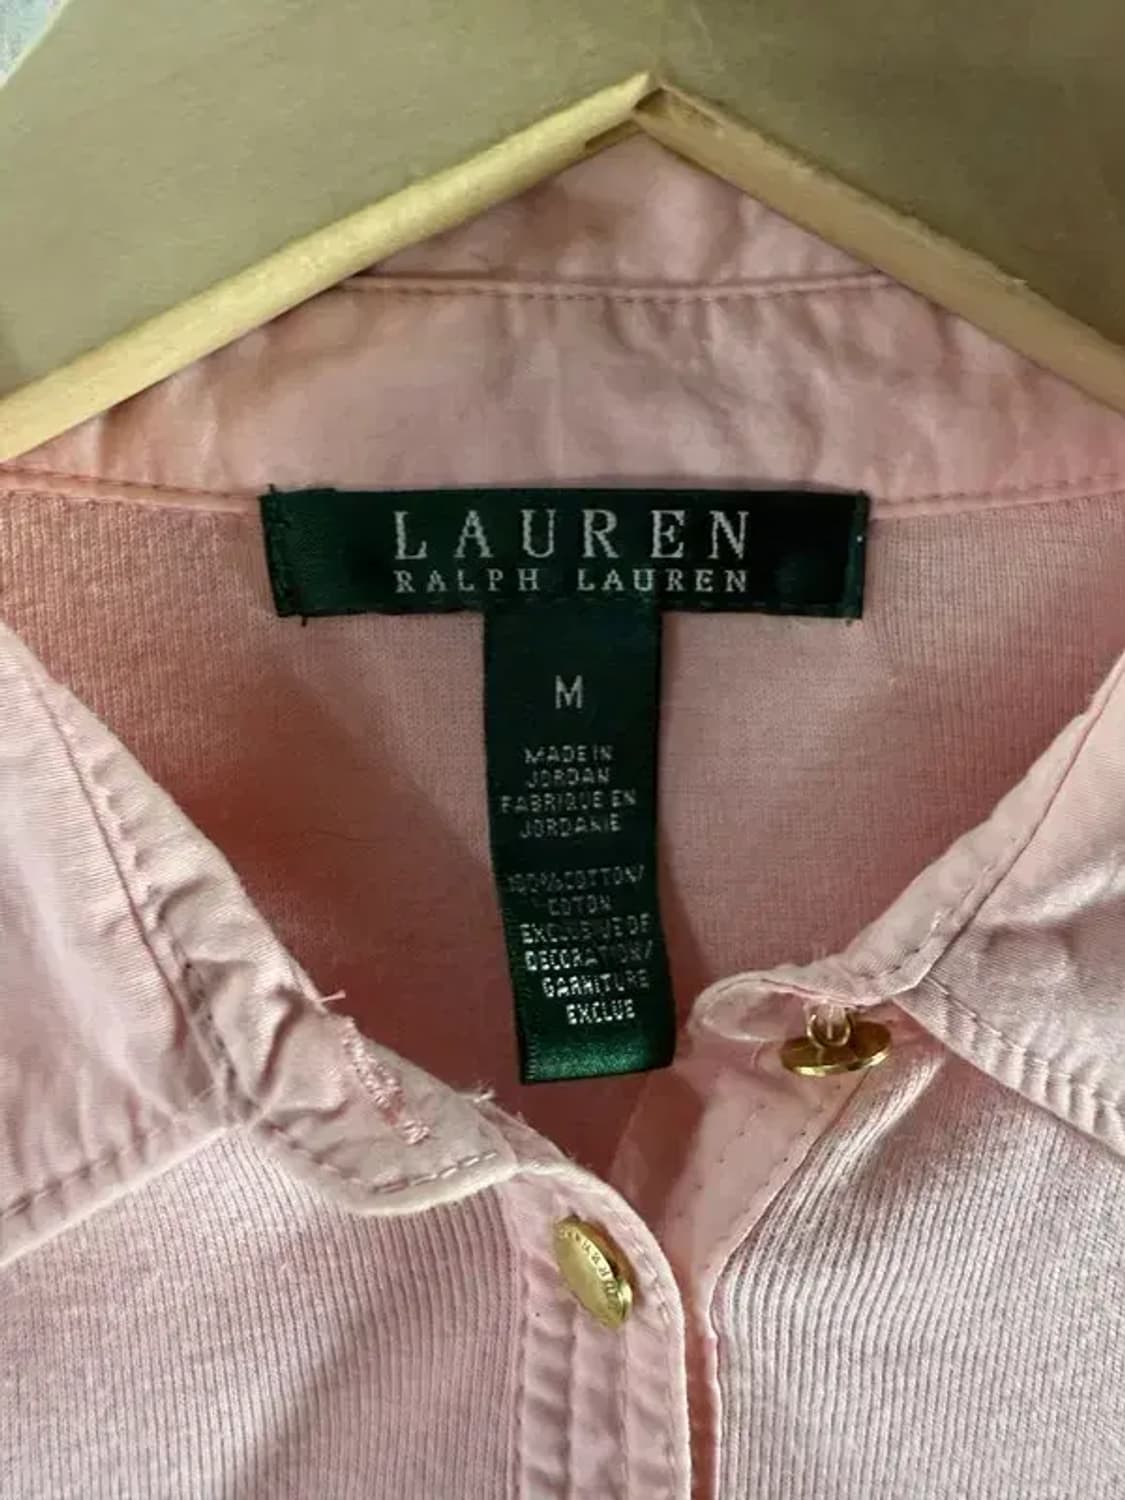 LAUREN
RALPH LAUREN
M
MADE IN
JORDAN
FABRIQUE EN
JORDANIE
100% COTTON/
COTON
EXCLUSIVE OF
DECORATION/
GARNITURE
EXCLUE